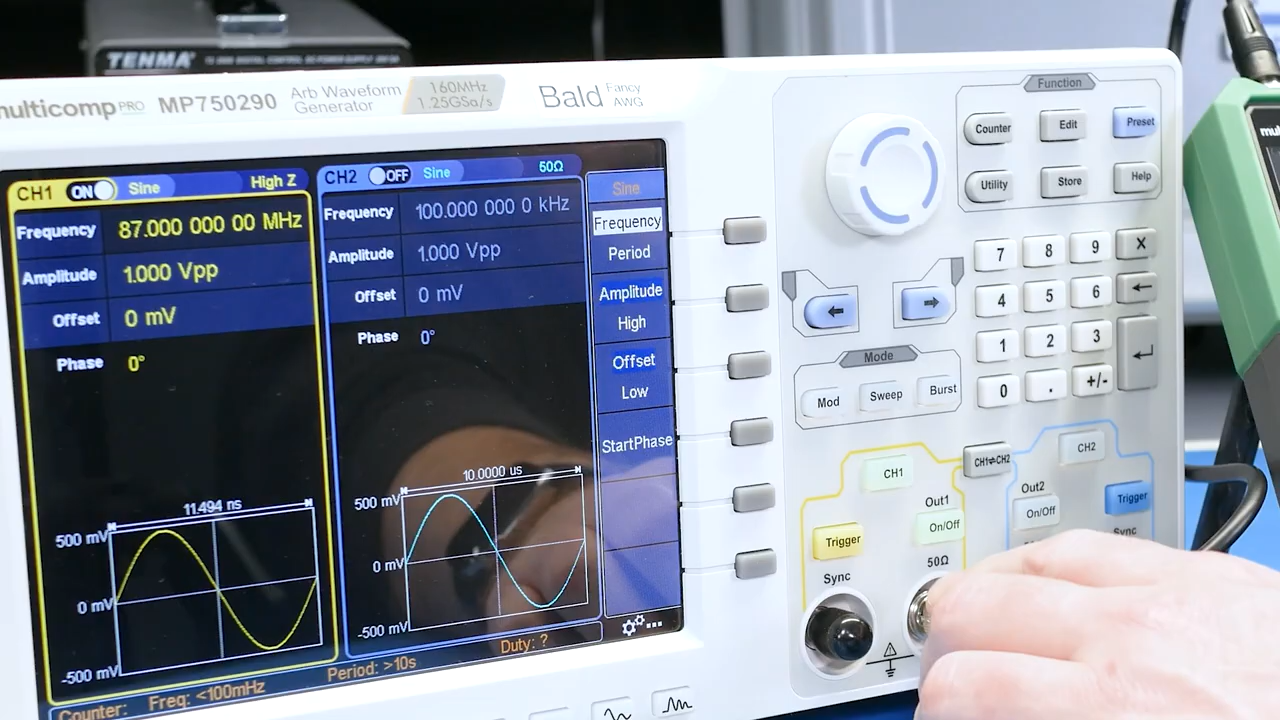 TENMA
multicomp PRO MP750290 Arb Waveform Generator 160MHz 1.25GSa/s Bald Fancy AWG
CH1 ON Sine High Z
Frequency 87.000 000 00 MHz
Amplitude 1.000 Vpp
Offset 0 mV
Phase 0°
11.494 ns
500 mV
0 mV
-500 mV
CH2 OFF Sine 50Ω
Frequency 100.000 000 0 kHz
Amplitude 1.000 Vpp
Offset 0 mV
Phase 0°
10.0000 us
500 mV
0 mV
-500 mV
Counter: Freq: <100mHz Period: >10s Duty: ?
Sine
Frequency
Period
Amplitude
High
Offset
Low
StartPhase
...
Function
Counter Edit Preset
Utility Store Help
7 8 9 X
4 5 6 ←
1 2 3 ↵
0 . +/-
← →
Mode
Mod Sweep Burst
CH1 CH1⇌CH2 CH2
Out1 Out2
Trigger On/Off On/Off Trigger
Sync 50Ω Sync
mul